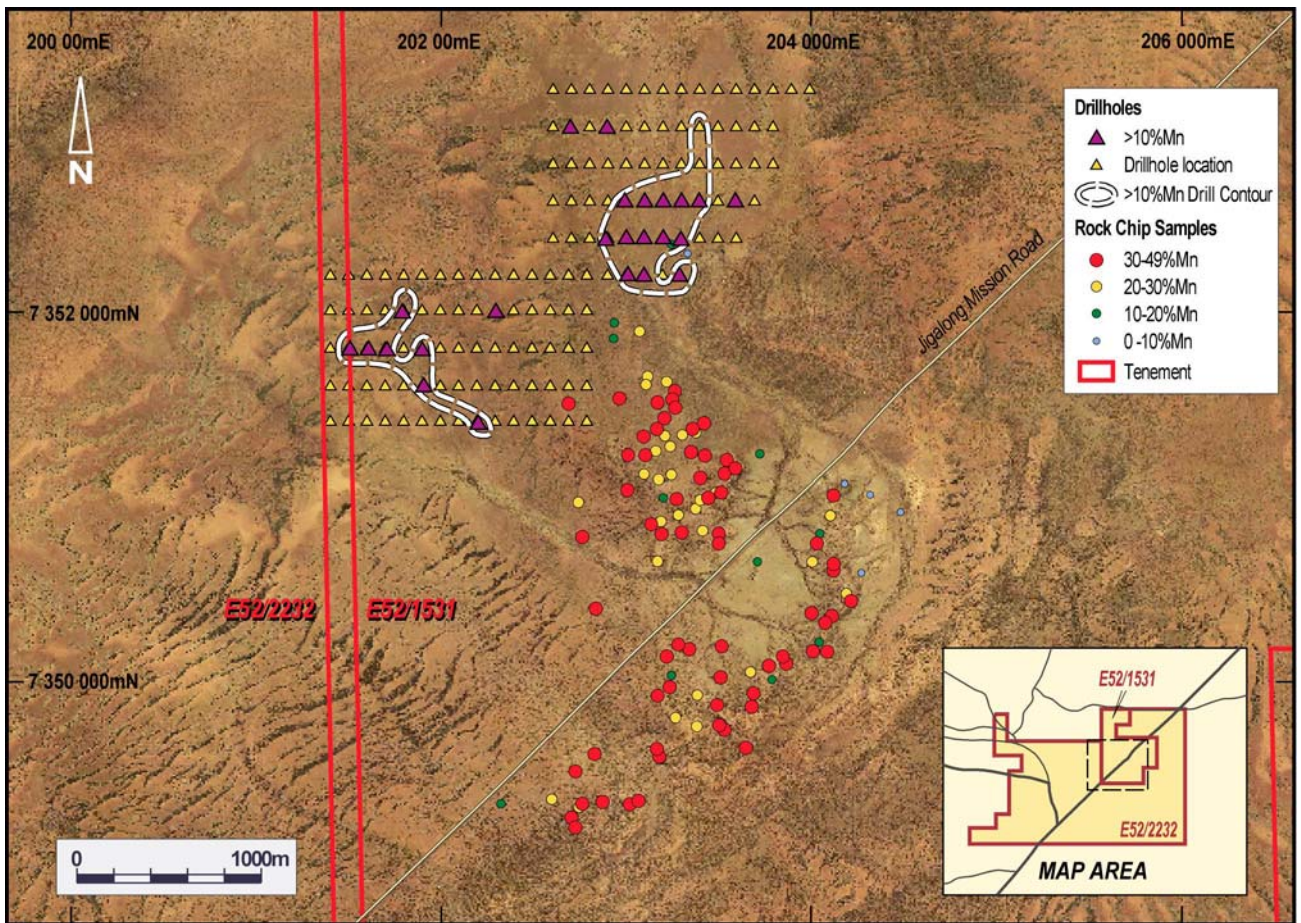 200 00mE
202 00mE
204 000mE
206 000mE
N
Drillholes
>10%Mn
Drillhole location
>10%Mn Drill Contour
Rock Chip Samples
30-49%Mn
20-30%Mn
10-20%Mn
0 -10%Mn
Tenement
7 352 000mN
Jigalong Mission Road
E52/2232
E52/1531
7 350 000mN
0
1000m
E52/1531
E52/2232
MAP AREA